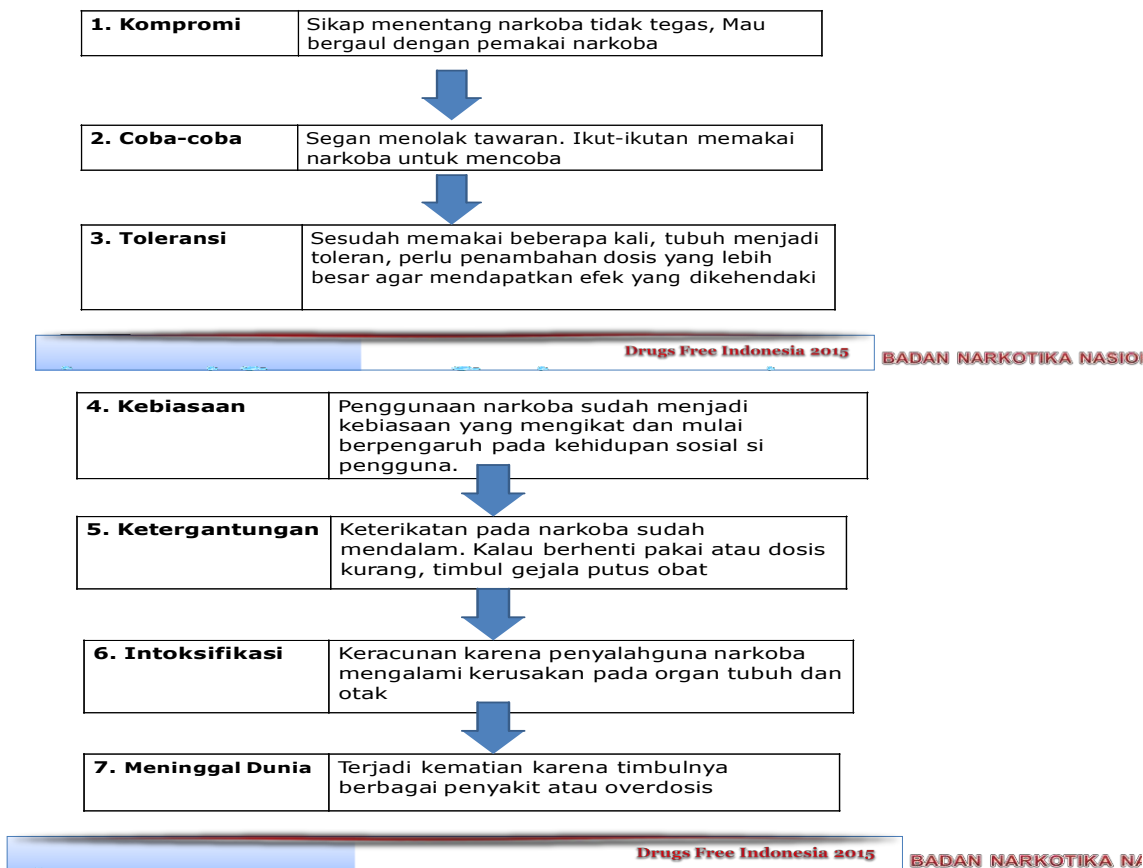 1. Kompromi
Sikap menentang narkoba tidak tegas, Mau
bergaul dengan pemakai narkoba
2. Coba-coba
Segan menolak tawaran. Ikut-ikutan memakai
narkoba untuk mencoba
3. Toleransi
Sesudah memakai beberapa kali, tubuh menjadi
toleran, perlu penambahan dosis yang lebih
besar agar mendapatkan efek yang dikehendaki
Drugs Free Indonesia 2015
BADAN NARKOTIKA
4. Kebiasaan
Penggunaan narkoba sudah menjadi
kebiasaan yang mengikat dan mulai
berpengaruh pada kehidupan sosial si
pengguna.
5. Ketergantungan
Keterikatan pada narkoba sudah
mendalam. Kalau berhenti pakai atau dosis
kurang, timbul gejala putus obat
6. Intoksifikasi
Keracunan karena penyalahguna narkoba
mengalami kerusakan pada organ tubuh dan
otak
7. Meninggal Dunia
Terjadi kematian karena timbulnya
berbagai penyakit atau overdosis
Drugs Free Indonesia 2015
BADAN NARKOTIKA